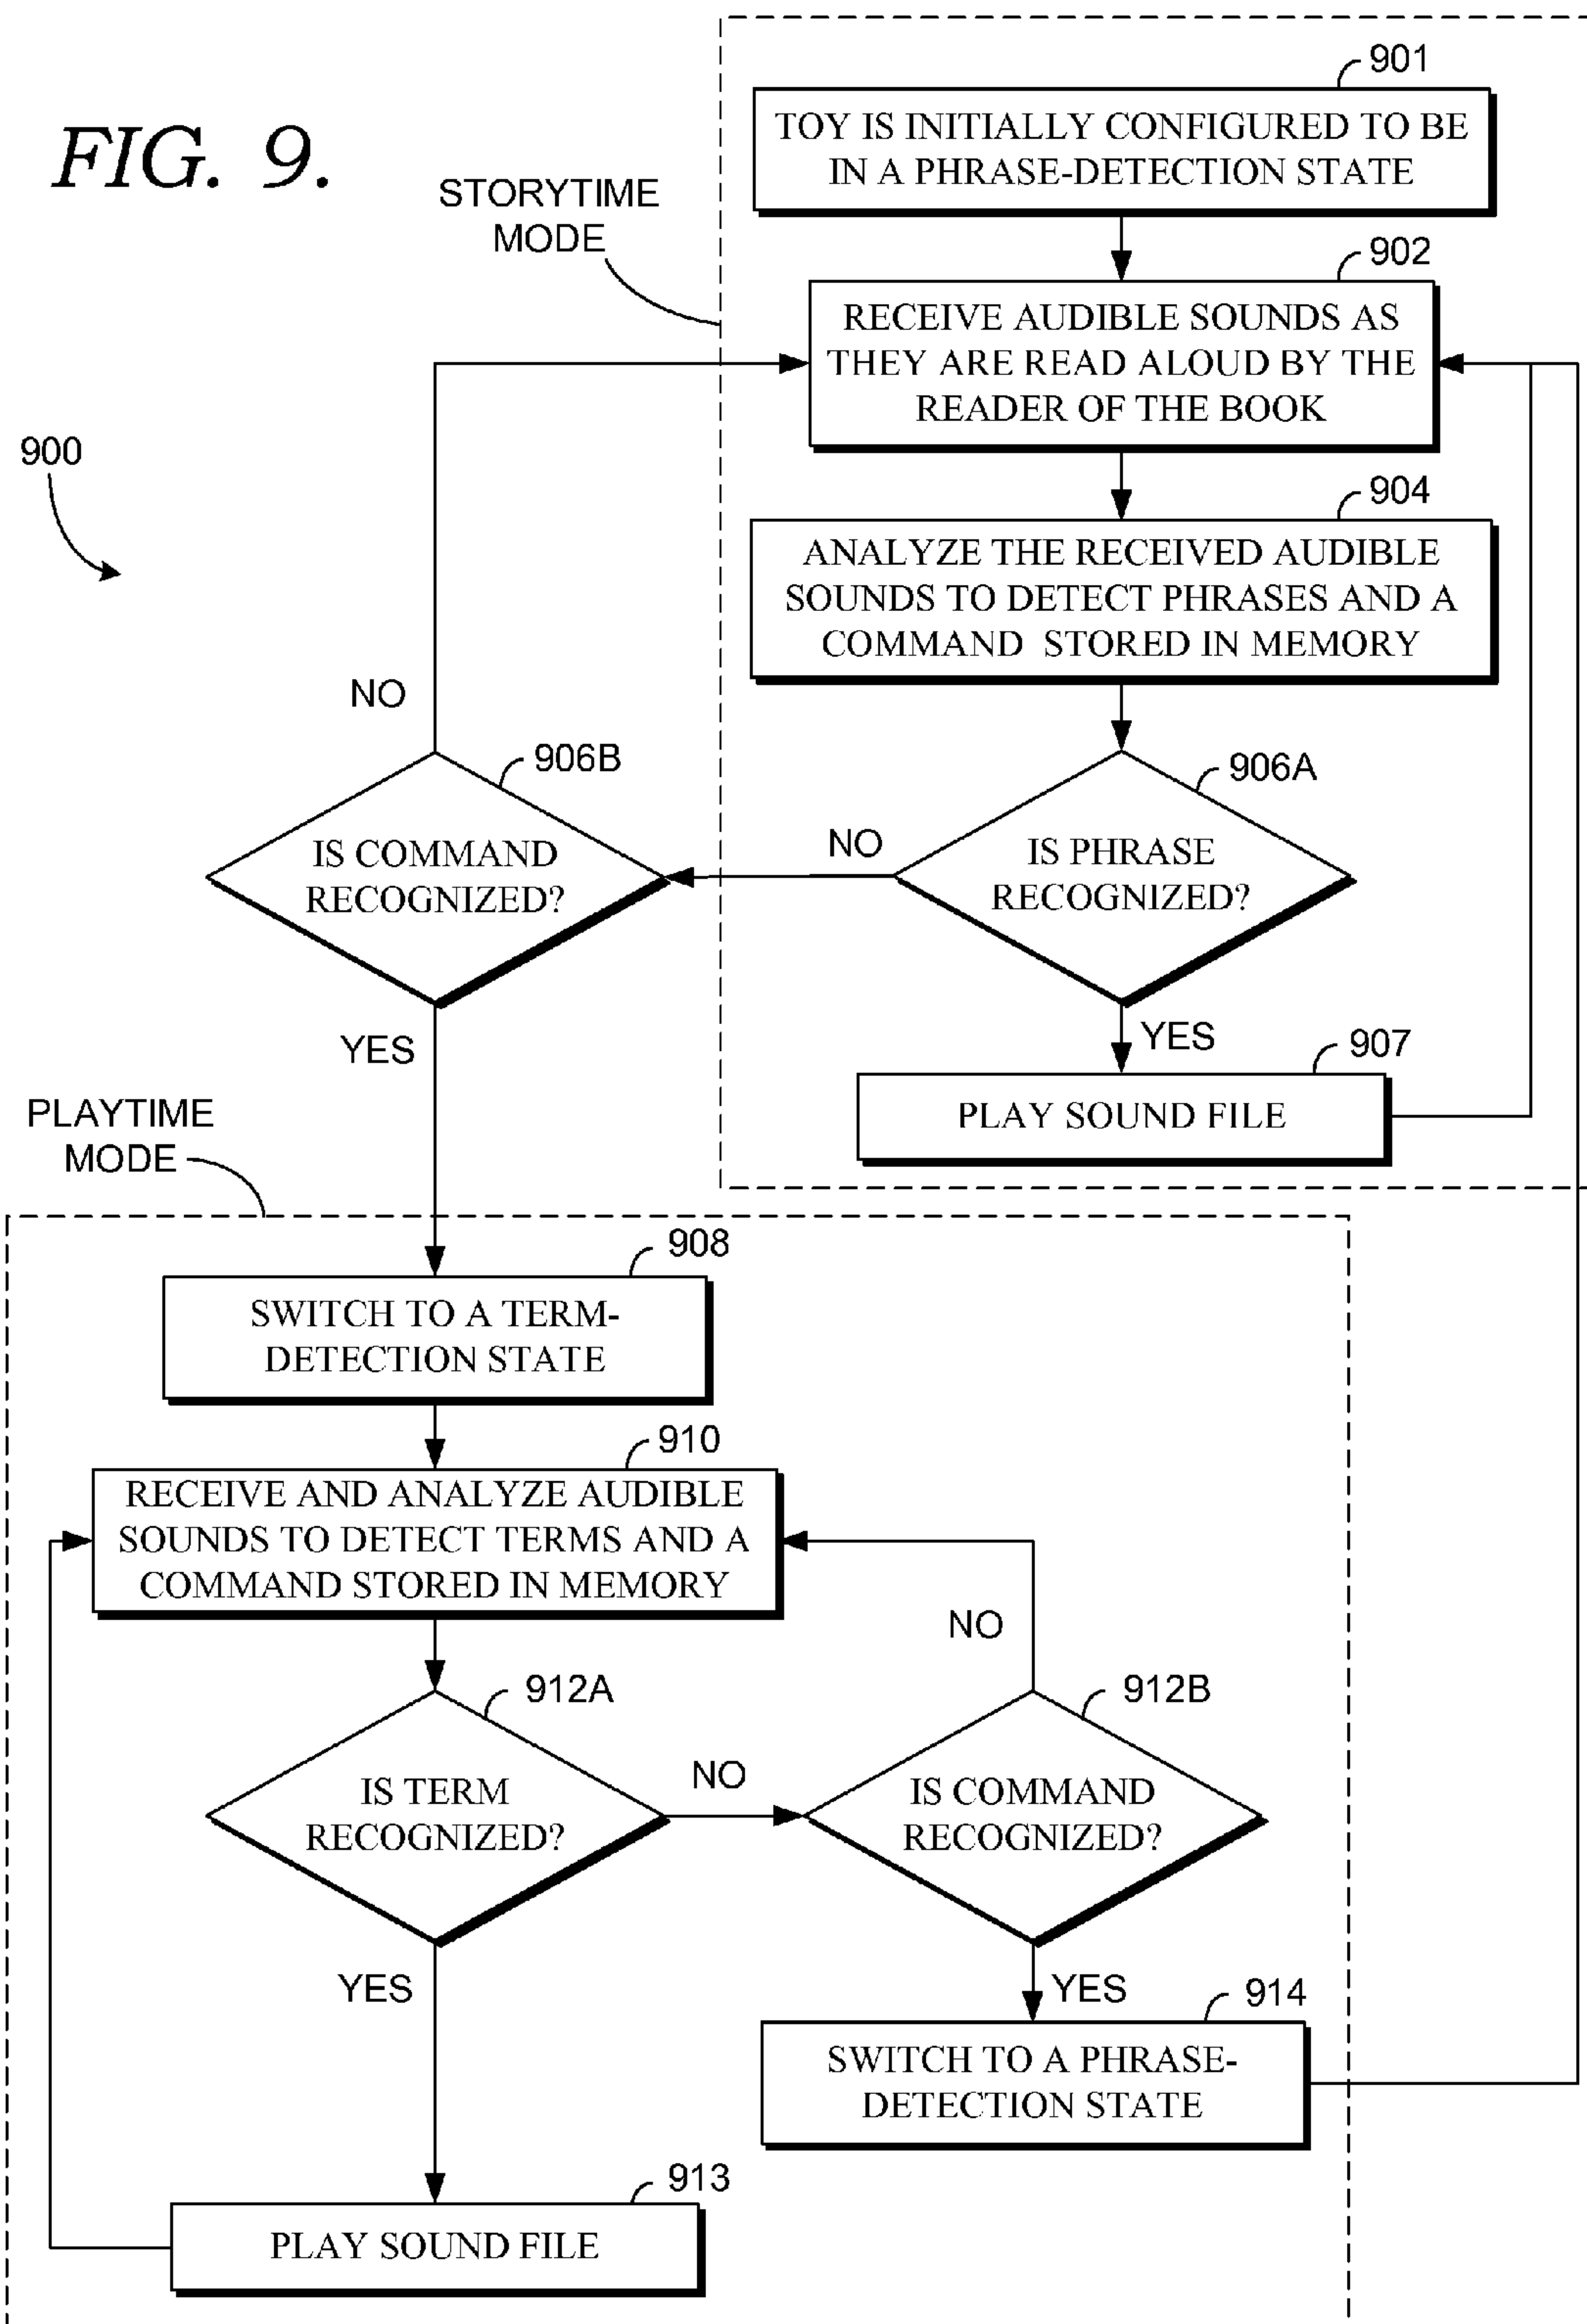 FIG. 9.
900
STORYTIME
MODE
901
TOY IS INITIALLY CONFIGURED TO BE
IN A PHRASE-DETECTION STATE
902
RECEIVE AUDIBLE SOUNDS AS
THEY ARE READ ALOUD BY THE
READER OF THE BOOK
904
ANALYZE THE RECEIVED AUDIBLE
SOUNDS TO DETECT PHRASES AND A
COMMAND STORED IN MEMORY
906A
IS PHRASE
RECOGNIZED?
NO
YES
907
PLAY SOUND FILE
906B
IS COMMAND
RECOGNIZED?
NO
YES
PLAYTIME
MODE
908
SWITCH TO A TERM-
DETECTION STATE
910
RECEIVE AND ANALYZE AUDIBLE
SOUNDS TO DETECT TERMS AND A
COMMAND STORED IN MEMORY
912A
IS TERM
RECOGNIZED?
NO
912B
IS COMMAND
RECOGNIZED?
NO
YES
YES
914
SWITCH TO A PHRASE-
DETECTION STATE
913
PLAY SOUND FILE